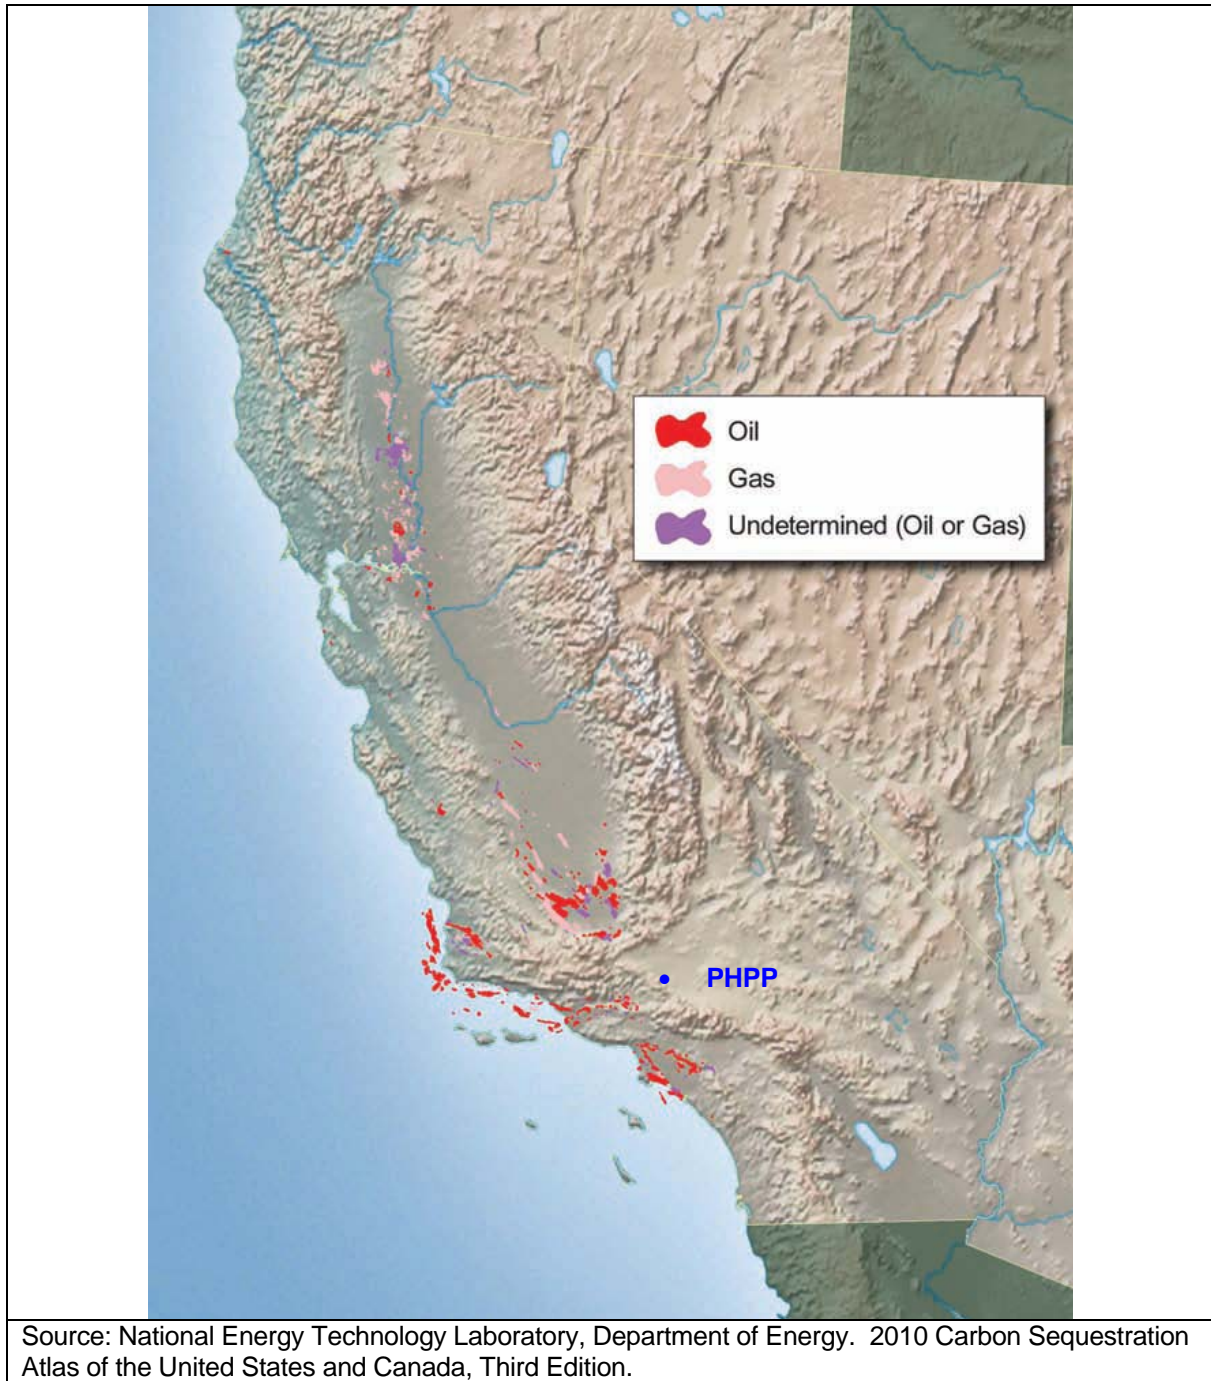 Oil
Gas
Undetermined (Oil or Gas)
PHPP
Source: National Energy Technology Laboratory, Department of Energy.  2010 Carbon Sequestration
Atlas of the United States and Canada, Third Edition.